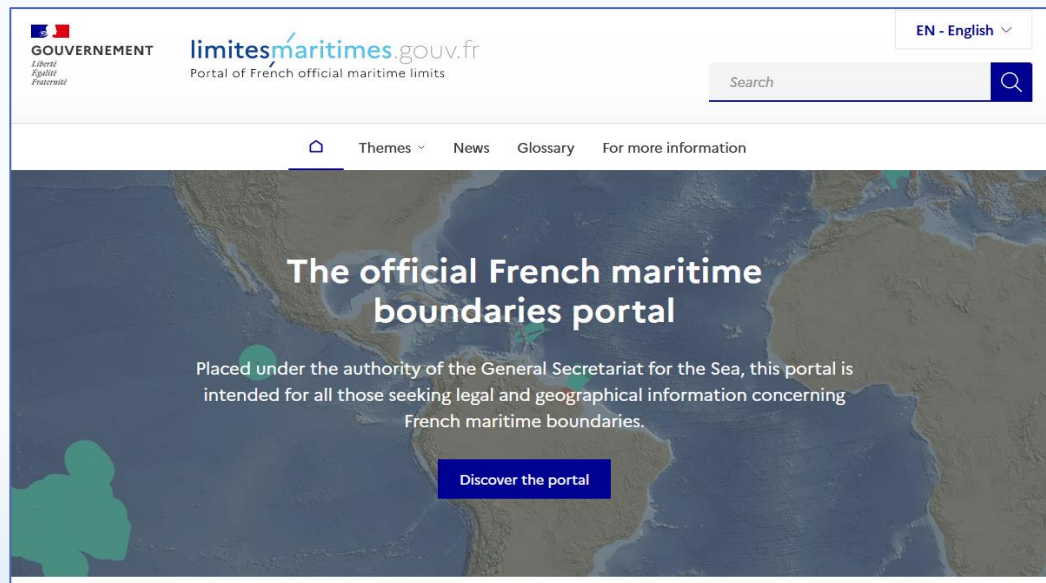 EN - English
GOUVERNEMENT
Liberté
Égalité
Fraternité
limitesmaritimes.gouv.fr
Portal of French official maritime limits
Search
Themes
News
Glossary
For more information
The official French maritime
boundaries portal
Placed under the authority of the General Secretariat for the Sea, this portal is
intended for all those seeking legal and geographical information concerning
French maritime boundaries.
Discover the portal